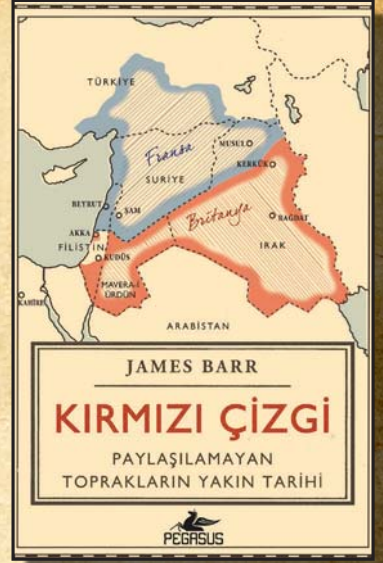 TÜRKİYE
Fransa
MUSUL
KERKÜK
SURİYE
BEYRUT
ŞAM
Britanya
BAĞDAT
AKKA
FİLİSTİN
KUDÜS
IRAK
MAVERA-İ
ÜRDÜN
KAHİRE
ARABİSTAN
JAMES BARR
KIRMIZI ÇİZGİ
PAYLAŞILAMAYAN
TOPRAKLARIN YAKIN TARİHİ
PEGASUS